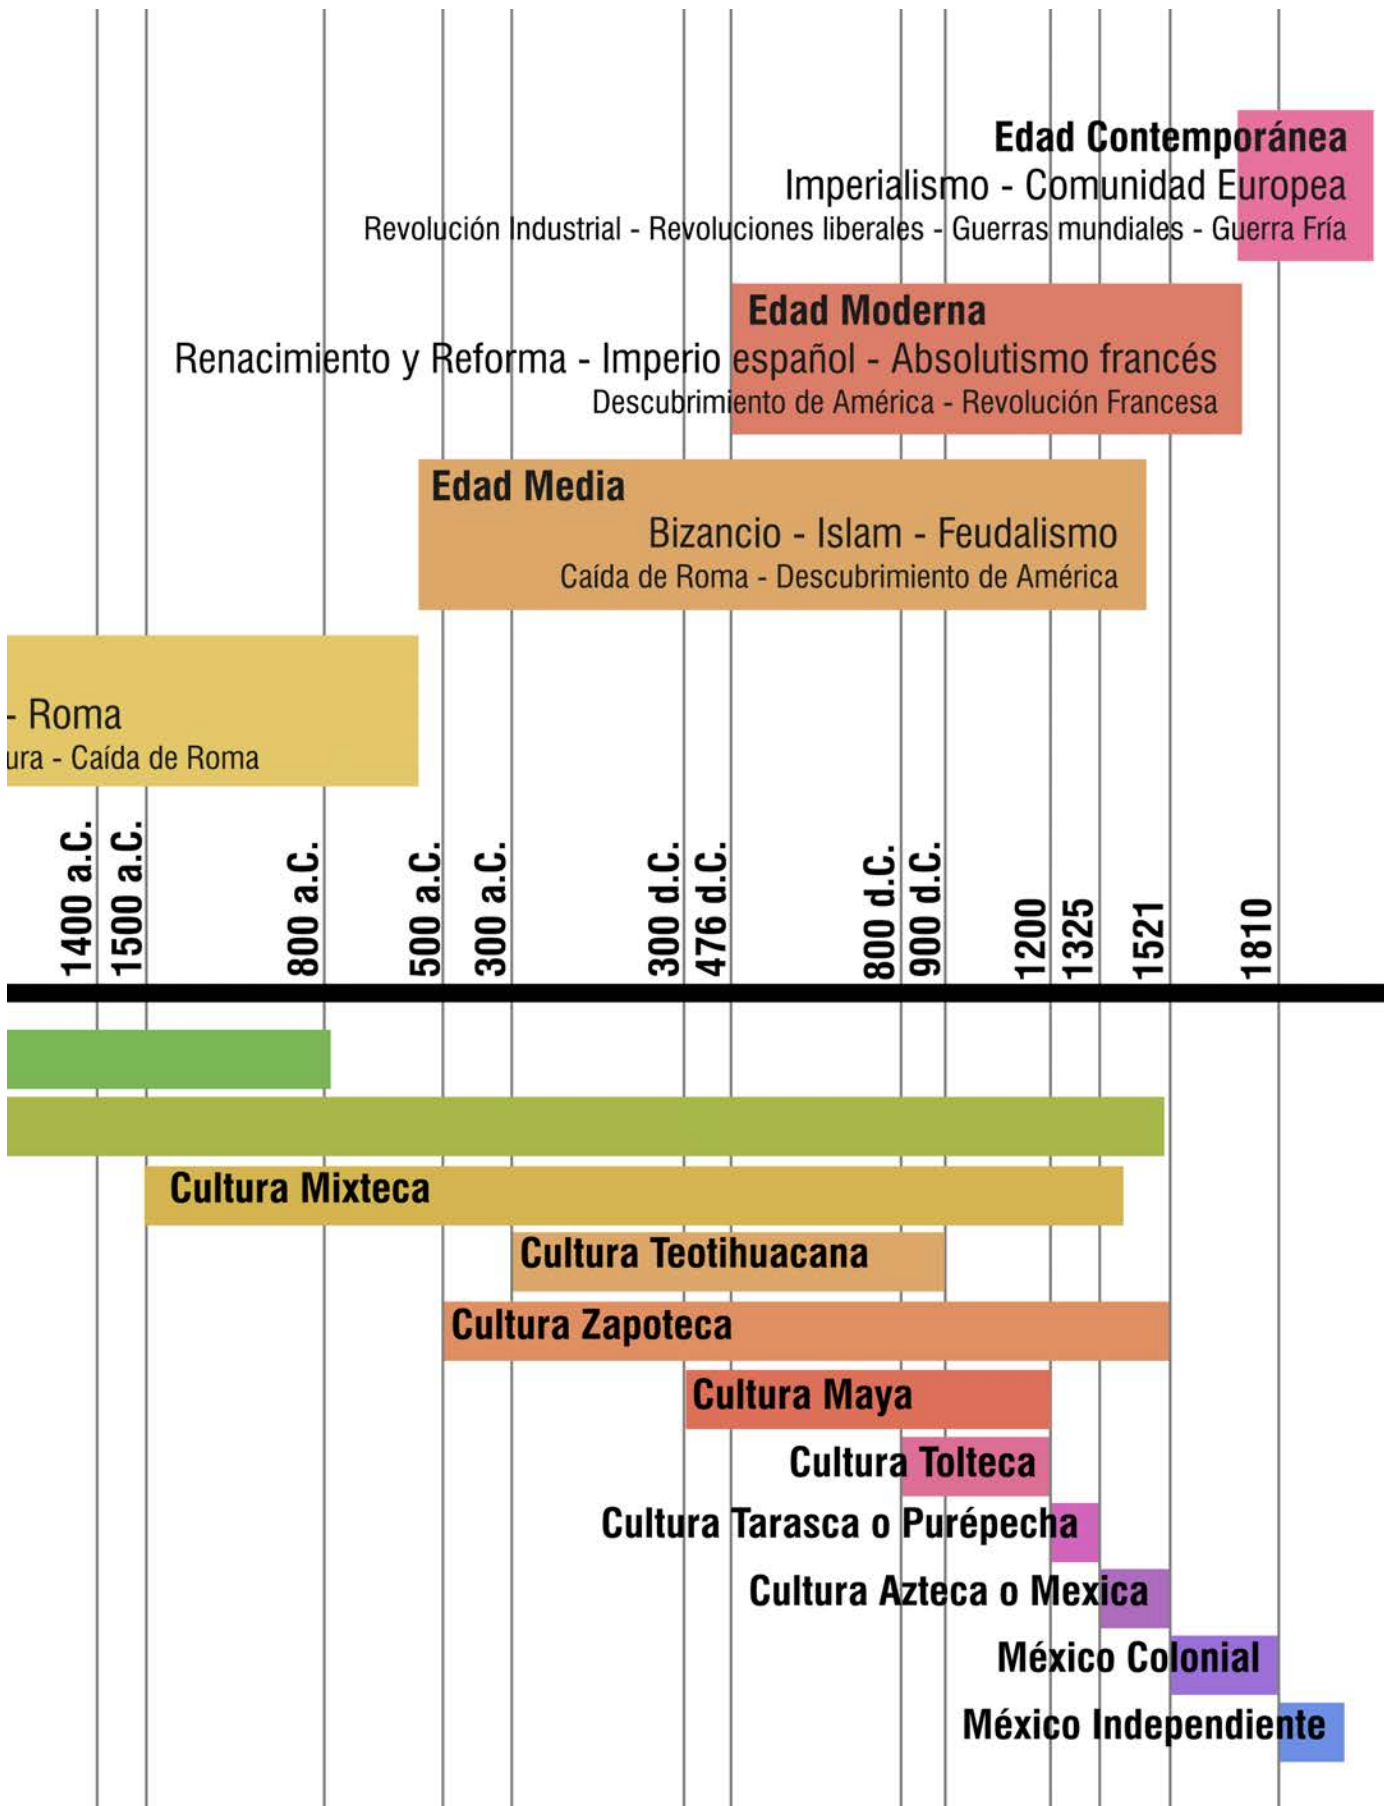 Edad Contemporánea
Imperialismo - Comunidad Europea
Revolución Industrial - Revoluciones liberales - Guerras mundiales - Guerra Fría
Edad Moderna
Renacimiento y Reforma - Imperio español - Absolutismo francés
Descubrimiento de América - Revolución Francesa
Edad Media
Bizancio - Islam - Feudalismo
Caída de Roma - Descubrimiento de América
- Roma
ura - Caída de Roma
1400 a.C.
1500 a.C.
800 a.C.
500 a.C.
300 a.C.
300 d.C.
476 d.C.
800 d.C.
900 d.C.
1200
1325
1521
1810
Cultura Mixteca
Cultura Teotihuacana
Cultura Zapoteca
Cultura Maya
Cultura Tolteca
Cultura Tarasca o Purépecha
Cultura Azteca o Mexica
México Colonial
México Independiente